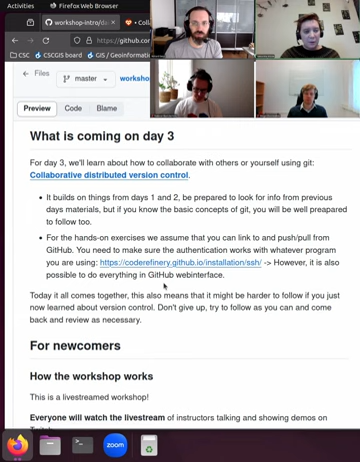 Activities
Firefox Web Browser
workshop-intro/da
Col
https://github.com
CSC
CSCGIS board
GIS / Geoinformati
Files
master
worksho
Preview
Code
Blame
What is coming on day 3
For day 3, we'll learn about how to collaborate with others or yourself using git:
Collaborative distributed version control.
It builds on things from days 1 and 2, be prepared to look for info from previous
days materials, but if you know the basic concepts of git, you will be well preapared
to follow too.
For the hands-on exercises we assume that you can link to and push/pull from
GitHub. You need to make sure the authentication works with whatever program
you are using: https://coderefinery.github.io/installation/ssh/ -> However, it is also
possible to do everything in GitHub webinterface.
Today it all comes together, this also means that it might be harder to follow if you just
now learned about version control. Don't give up, try to follow as you can and come
back and review as necessary.
For newcomers
How the workshop works
This is a livestreamed workshop!
Everyone will watch the livestream of instructors talking and showing demos on
zoom